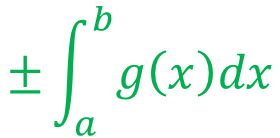 ± ∫_a^b g(x)dx